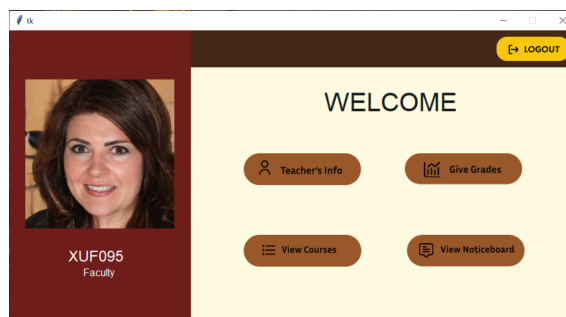 tk
LOGOUT
WELCOME
Teacher's Info
Give Grades
View Courses
View Noticeboard
XUF095
Faculty